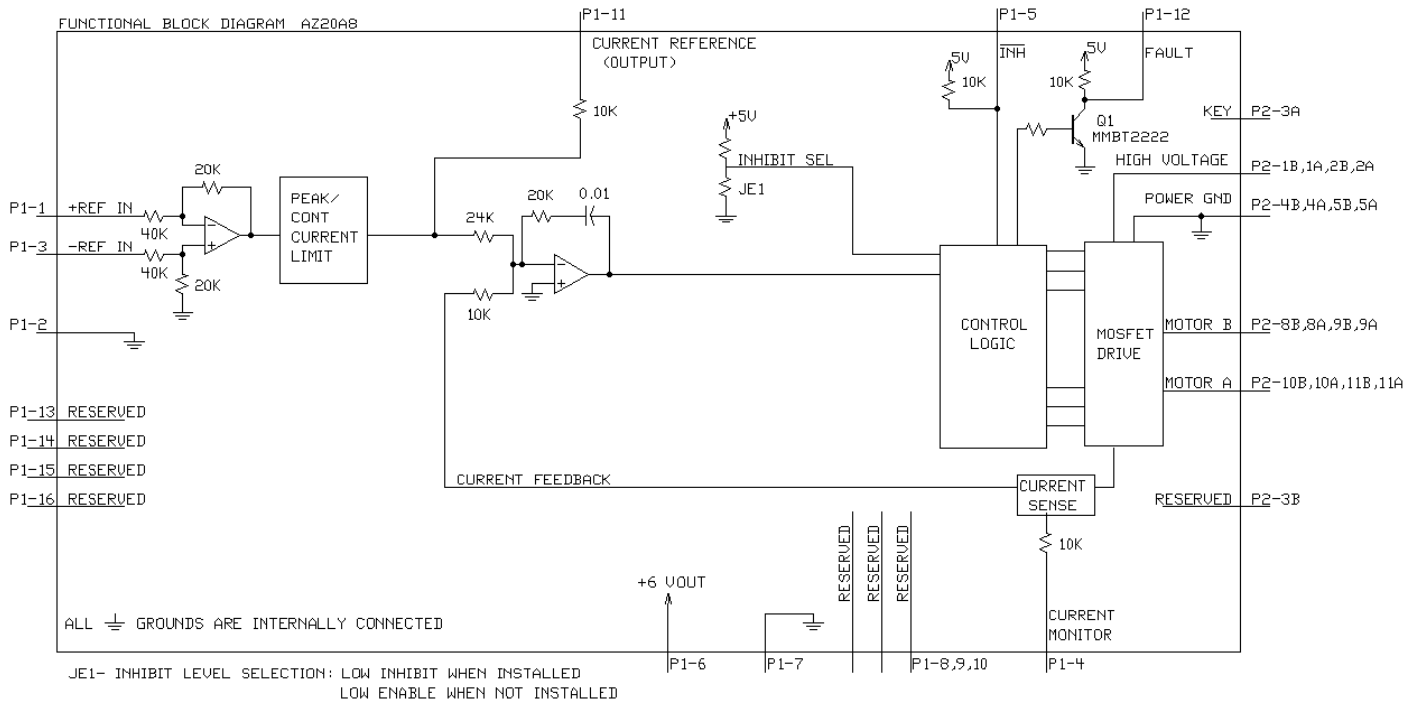 FUNCTIONAL BLOCK DIAGRAM AZ20A8
P1-11
P1-5
P1-12
CURRENT REFERENCE
(OUTPUT)
INH
FAULT
5V
10K
5V
10K
10K
KEY
P2-3A
+5V
Q1
MMBT2222
INHIBIT SEL
JE1
HIGH VOLTAGE
P2-1B,1A,2B,2A
POWER GND
P2-4B,4A,5B,5A
20K
P1-1
+REF IN
40K
P1-3
-REF IN
40K
20K
PEAK/
CONT
CURRENT
LIMIT
24K
20K
0.01
10K
P1-2
CONTROL
LOGIC
MOSFET
DRIVE
MOTOR B
P2-8B,8A,9B,9A
MOTOR A
P2-10B,10A,11B,11A
P1-13 RESERVED
P1-14 RESERVED
P1-15 RESERVED
P1-16 RESERVED
CURRENT FEEDBACK
CURRENT
SENSE
RESERVED
P2-3B
10K
RESERVED
RESERVED
RESERVED
+6 VOUT
CURRENT
MONITOR
ALL GROUNDS ARE INTERNALLY CONNECTED
P1-6
P1-7
P1-8,9,10
P1-4
JE1- INHIBIT LEVEL SELECTION: LOW INHIBIT WHEN INSTALLED
LOW ENABLE WHEN NOT INSTALLED